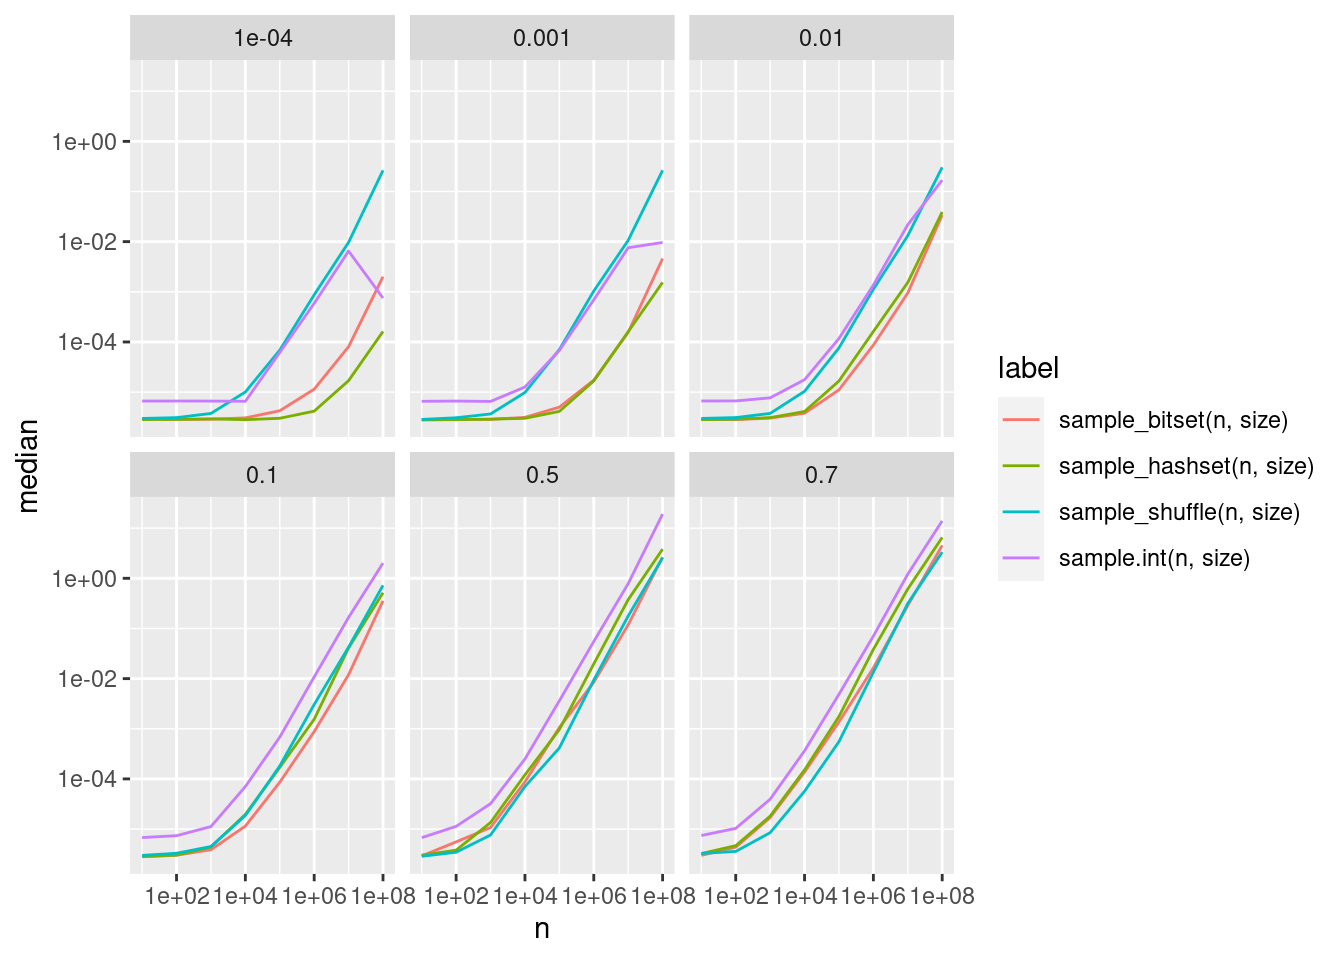 1e-04
0.001
0.01
1e+00
1e-02
1e-04
0.1
0.5
0.7
1e+00
1e-02
1e-04
1e+02 1e+04 1e+06 1e+08
1e+02 1e+04 1e+06 1e+08
1e+02 1e+04 1e+06 1e+08
n
median
label
sample_bitset(n, size)
sample_hashset(n, size)
sample_shuffle(n, size)
sample.int(n, size)